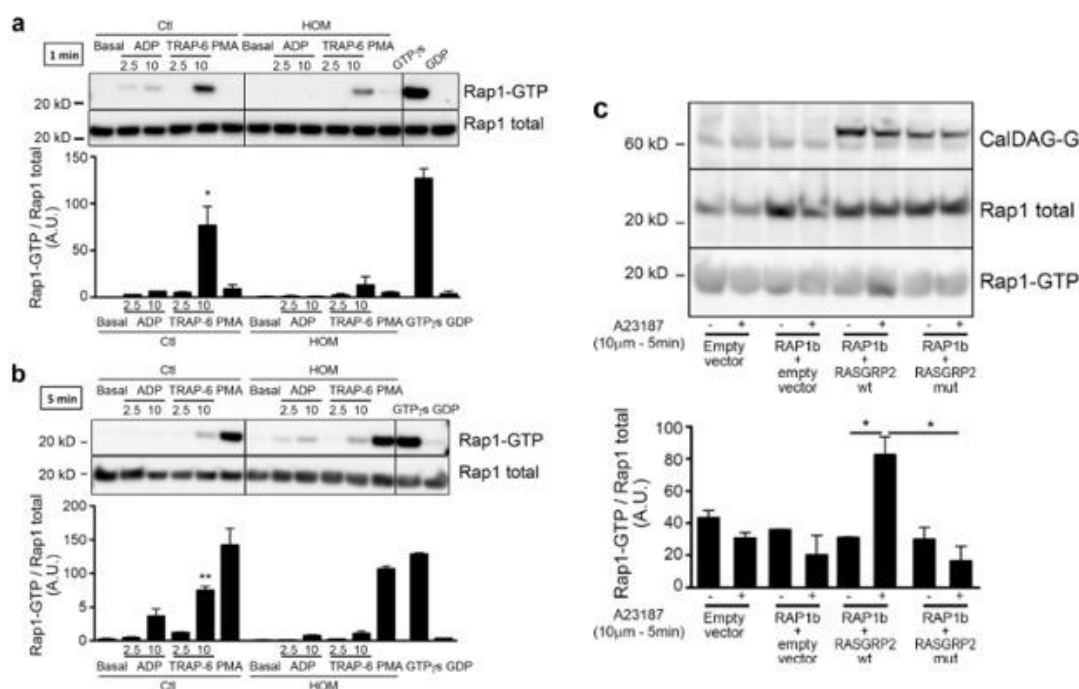 a
Ctl HOM
Basal ADP TRAP-6 PMA Basal ADP TRAP-6 PMA GTPγs GDP
1 min
2.5 10 2.5 10 2.5 10 2.5 10
Rap1-GTP
20 kD
Rap1 total
20 kD
Rap1-GTP / Rap1 total
(A.U.)
150
100
50
0
*
2.5 10 2.5 10 2.5 10 2.5 10
Basal ADP TRAP-6 PMA Basal ADP TRAP-6 PMA GTPγs GDP
Ctl HOM
b
Ctl HOM
5 min
Basal ADP TRAP-6 PMA Basal ADP TRAP-6 PMA GTPγs GDP
2.5 10 2.5 10 2.5 10 2.5 10
20 kD
Rap1-GTP
20 kD
Rap1 total
Rap1-GTP / Rap1 total
(A.U.)
200
150
100
50
0
**
2.5 10 2.5 10 2.5 10 2.5 10
Basal ADP TRAP-6 PMA Basal ADP TRAP-6 PMA GTPγs GDP
Ctl HOM
c
60 kD
CalDAG-G
20 kD
Rap1 total
20 kD
Rap1-GTP
A23187 - + - + - + - +
(10µm - 5min)
Empty vector
RAP1b + empty vector
RAP1b + RASGRP2 wt
RAP1b + RASGRP2 mut
Rap1-GTP / Rap1 total
(A.U.)
100
80
60
40
20
0
* *
A23187 - + - + - + - +
(10µm - 5min)
Empty vector
RAP1b + empty vector
RAP1b + RASGRP2 wt
RAP1b + RASGRP2 mut